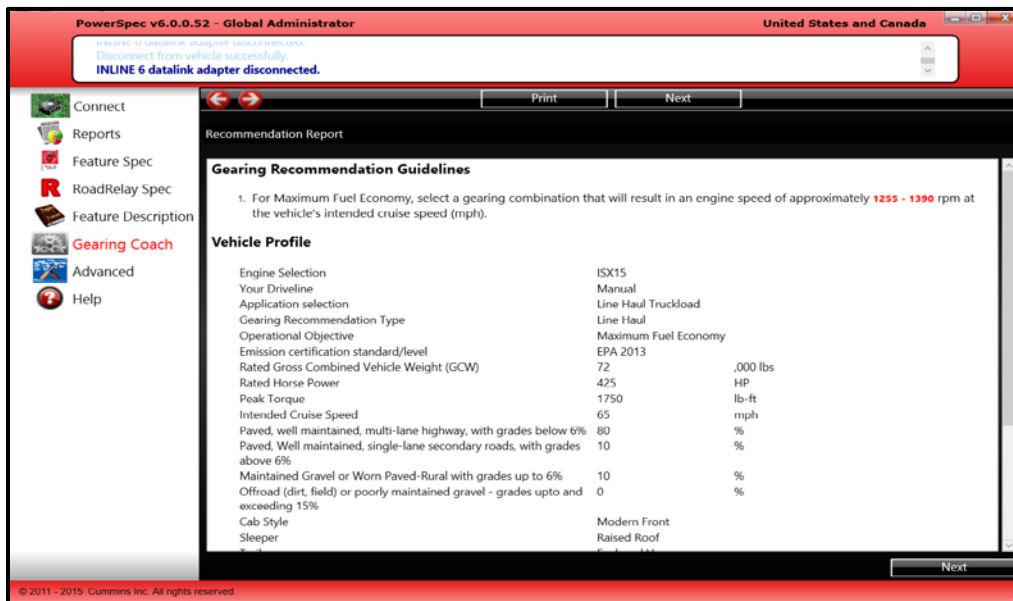 PowerSpec v6.0.0.52 - Global Administrator
United States and Canada
INLINE 6 datalink adapter disconnected.
Disconnect from vehicle successfully.
INLINE 6 datalink adapter disconnected.
Connect
Reports
Feature Spec
RoadRelay Spec
Feature Description
Gearing Coach
Advanced
Help
Print
Next
Recommendation Report
Gearing Recommendation Guidelines
1. For Maximum Fuel Economy, select a gearing combination that will result in an engine speed of approximately 1255 - 1390 rpm at
the vehicle's intended cruise speed (mph).
Vehicle Profile
Engine Selection ISX15
Your Driveline Manual
Application selection Line Haul Truckload
Gearing Recommendation Type Line Haul
Operational Objective Maximum Fuel Economy
Emission certification standard/level EPA 2013
Rated Gross Combined Vehicle Weight (GCW) 72 ,000 lbs
Rated Horse Power 425 HP
Peak Torque 1750 lb-ft
Intended Cruise Speed 65 mph
Paved, well maintained, multi-lane highway, with grades below 6% 80 %
Paved, Well maintained, single-lane secondary roads, with grades 10 %
above 6%
Maintained Gravel or Worn Paved-Rural with grades up to 6% 10 %
Offroad (dirt, field) or poorly maintained gravel - grades upto and 0 %
exceeding 15%
Cab Style Modern Front
Sleeper Raised Roof
Next
© 2011 - 2015 Cummins Inc. All rights reserved.